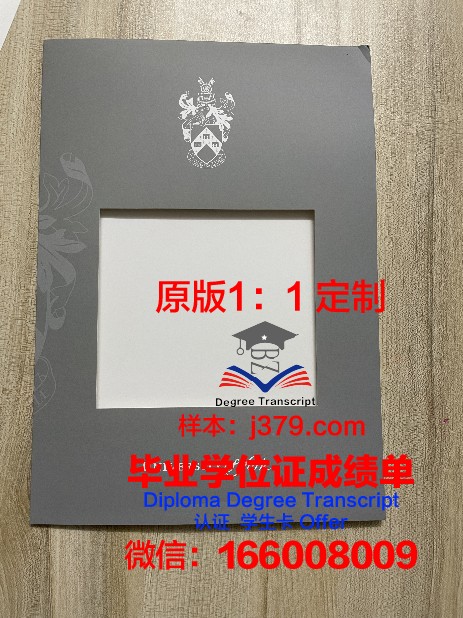 原版1：1定制
BZ
Degree Transcript
样本：j379.com
毕业学位证成绩单
Diploma Degree Transcript
认证 学生卡 Offer
微信：166008009